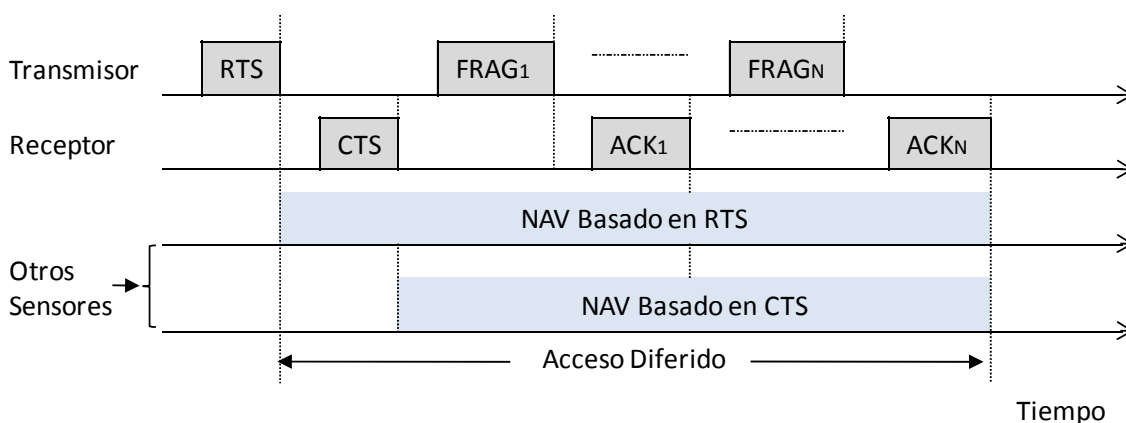 Transmisor
RTS
FRAG1
FRAGN
Receptor
CTS
ACK1
ACKN
NAV Basado en RTS
Otros
Sensores
NAV Basado en CTS
Acceso Diferido
Tiempo